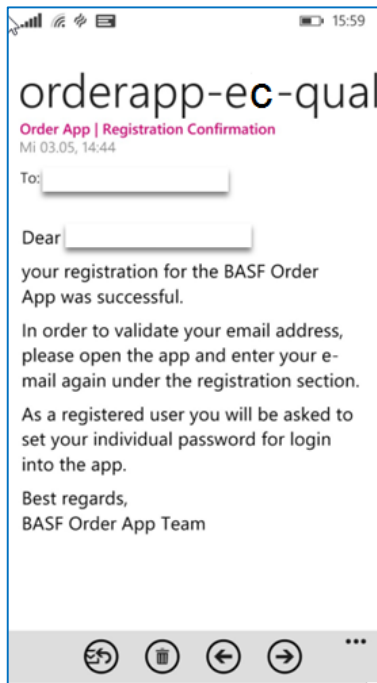 15:59
orderapp-ec-qual
Order App | Registration Confirmation
Mi 03.05, 14:44
To:
Dear
your registration for the BASF Order
App was successful.
In order to validate your email address,
please open the app and enter your e-
mail again under the registration section.
As a registered user you will be asked to
set your individual password for login
into the app.
Best regards,
BASF Order App Team